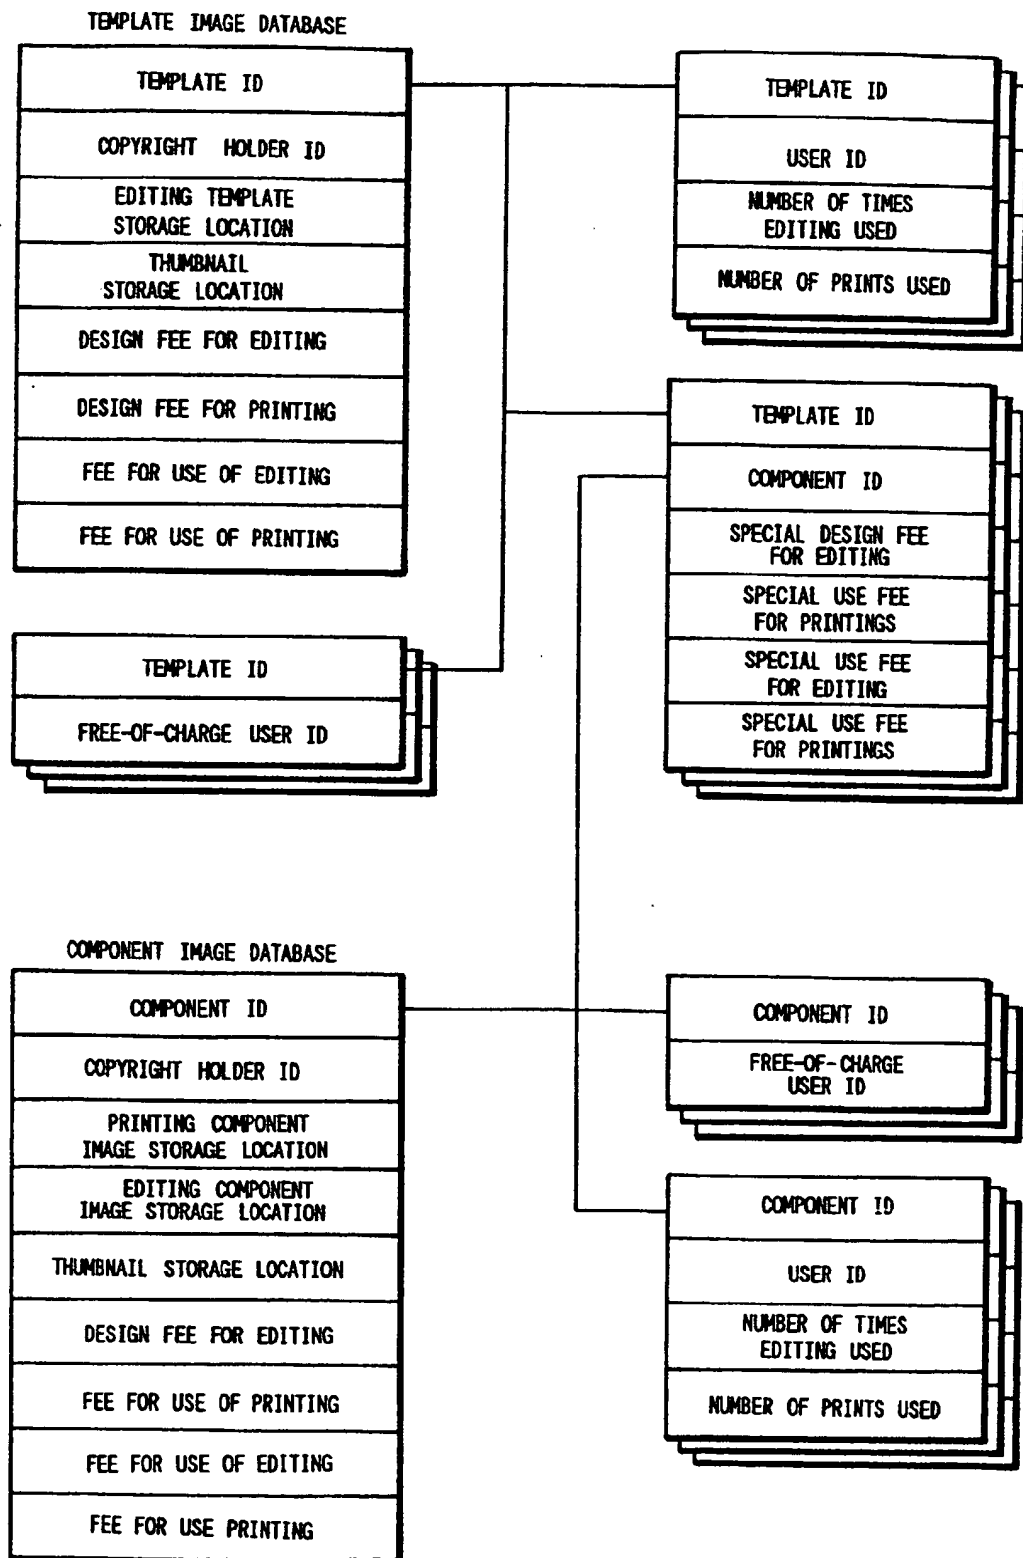 TEMPLATE IMAGE DATABASE
TEMPLATE ID
COPYRIGHT HOLDER ID
EDITING TEMPLATE
STORAGE LOCATION
THUMBNAIL
STORAGE LOCATION
DESIGN FEE FOR EDITING
DESIGN FEE FOR PRINTING
FEE FOR USE OF EDITING
FEE FOR USE OF PRINTING
TEMPLATE ID
FREE-OF-CHARGE USER ID
TEMPLATE ID
USER ID
NUMBER OF TIMES
EDITING USED
NUMBER OF PRINTS USED
TEMPLATE ID
COMPONENT ID
SPECIAL DESIGN FEE
FOR EDITING
SPECIAL USE FEE
FOR PRINTINGS
SPECIAL USE FEE
FOR EDITING
SPECIAL USE FEE
FOR PRINTINGS
COMPONENT IMAGE DATABASE
COMPONENT ID
COPYRIGHT HOLDER ID
PRINTING COMPONENT
IMAGE STORAGE LOCATION
EDITING COMPONENT
IMAGE STORAGE LOCATION
THUMBNAIL STORAGE LOCATION
DESIGN FEE FOR EDITING
FEE FOR USE OF PRINTING
FEE FOR USE OF EDITING
FEE FOR USE PRINTING
COMPONENT ID
FREE-OF-CHARGE
USER ID
COMPONENT ID
USER ID
NUMBER OF TIMES
EDITING USED
NUMBER OF PRINTS USED